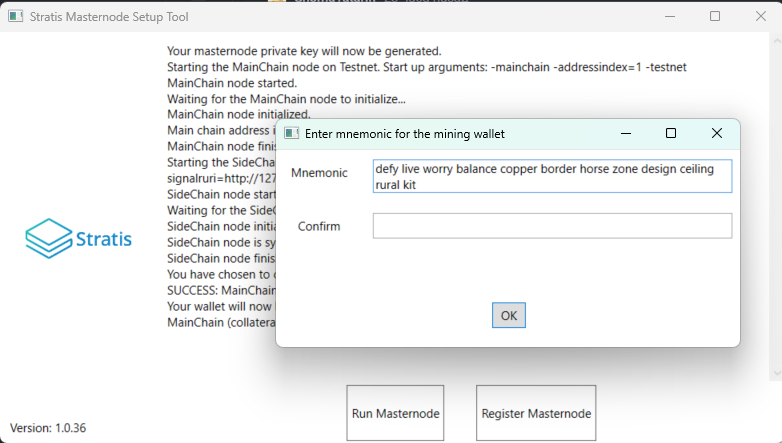 Stratis Masternode Setup Tool
Your masternode private key will now be generated.
Starting the MainChain node on Testnet. Start up arguments: -mainchain -addressindex=1 -testnet
MainChain node started.
Waiting for the MainChain node to initialize...
MainChain node initialized.
Main chain address i
MainChain node finis
Starting the SideCha
signalruri=http://127
SideChain node start
Waiting for the SideC
SideChain node initia
SideChain node is sy
SideChain node finis
You have chosen to c
SUCCESS: MainChain
Your wallet will now
MainChain (collatera
Stratis
Enter mnemonic for the mining wallet
Mnemonic
defy live worry balance copper border horse zone design ceiling
rural kit
Confirm
OK
Run Masternode
Register Masternode
Version: 1.0.36